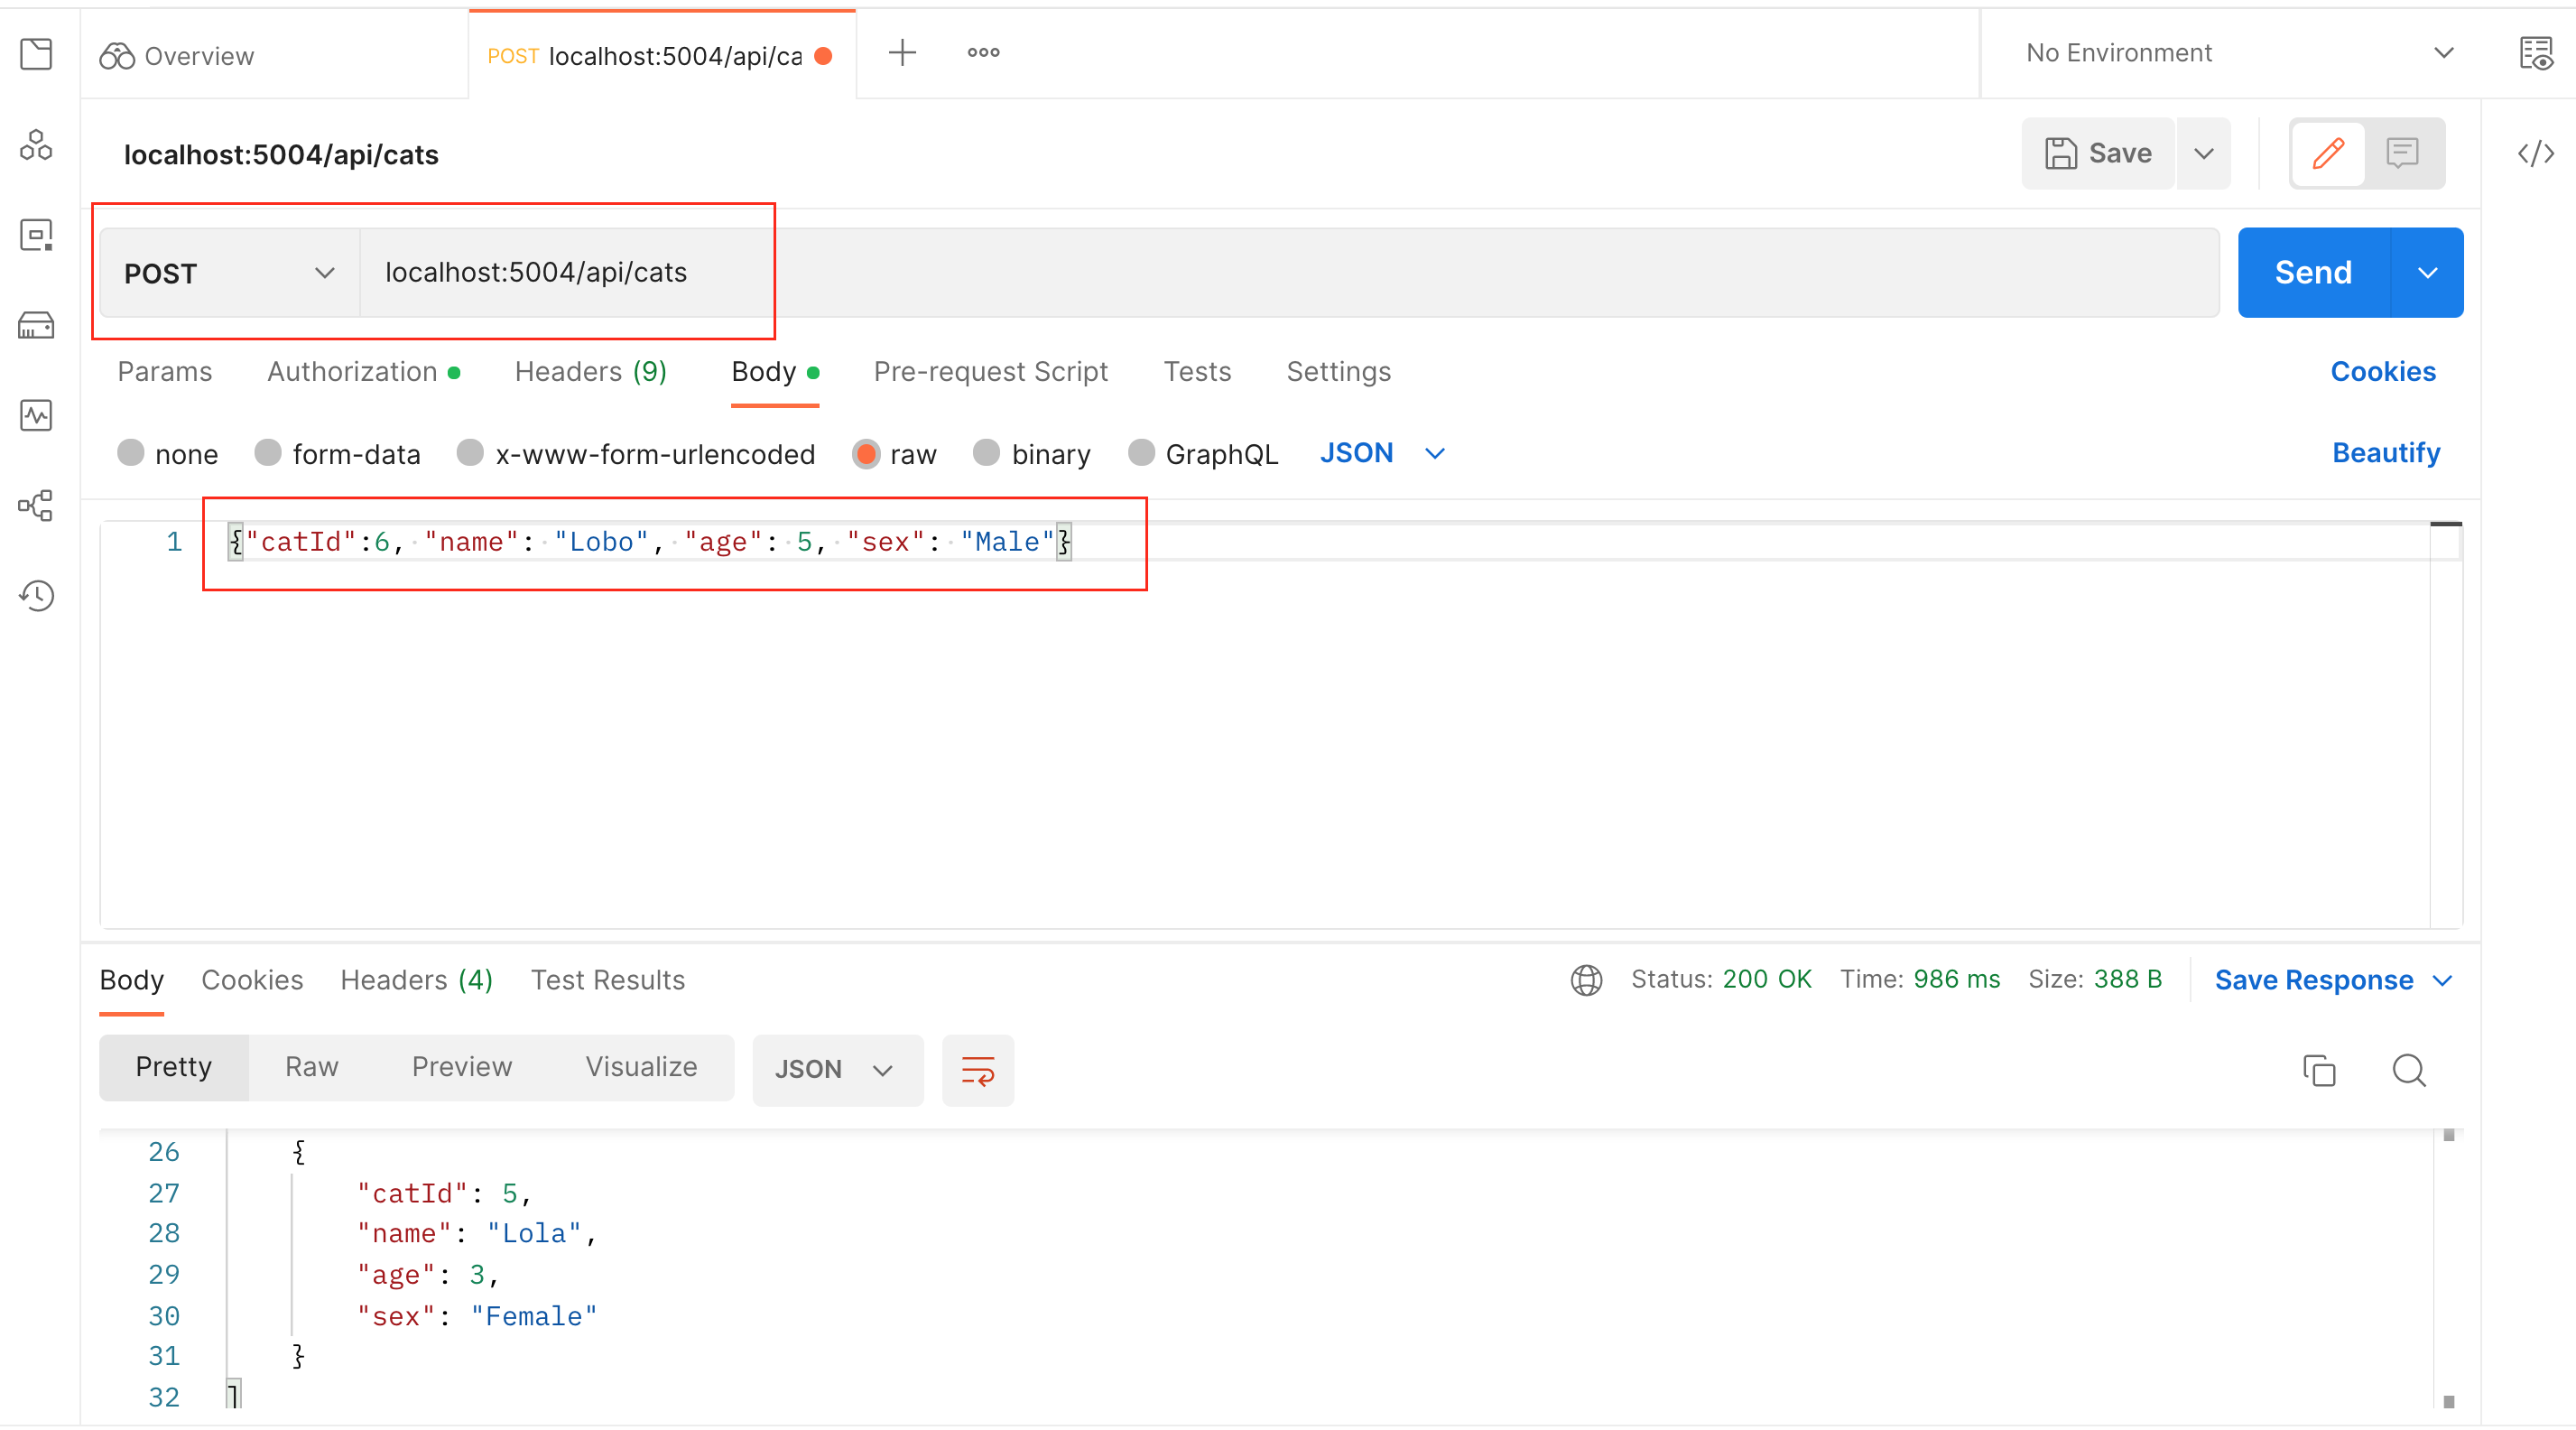 Overview
POST localhost:5004/api/ca
No Environment
localhost:5004/api/cats
Save
POST localhost:5004/api/cats
Send
Params Authorization Headers (9) Body Pre-request Script Tests Settings Cookies
none form-data x-www-form-urlencoded raw binary GraphQL JSON Beautify
1 {"catId":6, "name": "Lobo", "age": 5, "sex": "Male"}
Body Cookies Headers (4) Test Results Status: 200 OK Time: 986 ms Size: 388 B Save Response
Pretty Raw Preview Visualize JSON
26 {
27 "catId": 5,
28 "name": "Lola",
29 "age": 3,
30 "sex": "Female"
31 }
32 ]